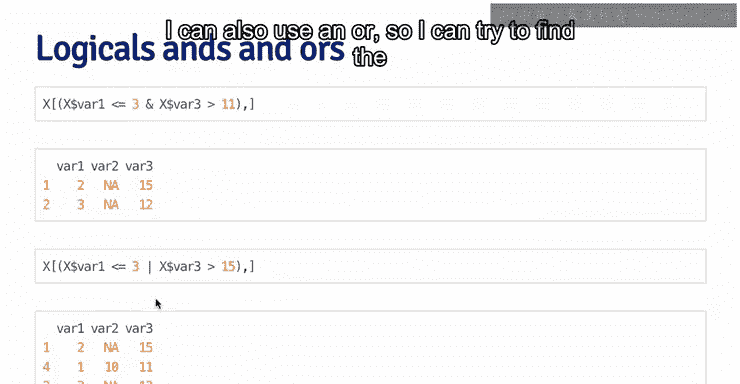 I can also use an or, so I can try to find
the
Logicals ands and ors
X[(X$var1 <= 3 & X$var3 > 11),]
var1 var2 var3
1 2 NA 15
2 3 NA 12
X[(X$var1 <= 3 | X$var3 > 15),]
var1 var2 var3
1 2 NA 15
4 1 10 11